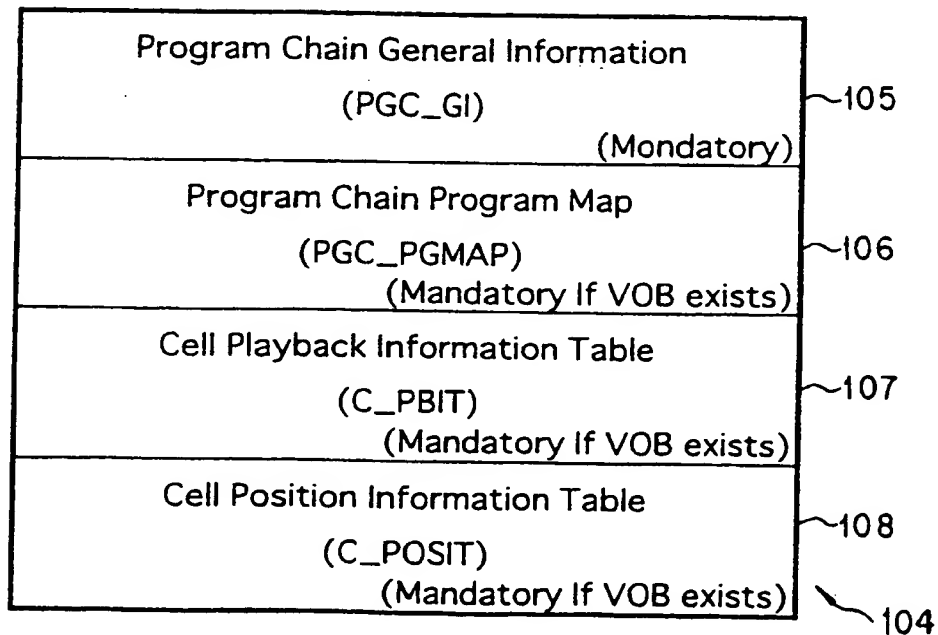 Program Chain General Information
(PGC_GI)
105
(Mondatory)
Program Chain Program Map
(PGC_PGMAP)
106
(Mandatory If VOB exists)
Cell Playback Information Table
(C_PBIT)
107
(Mandatory If VOB exists)
Cell Position Information Table
108
(C_POSIT)
(Mandatory If VOB exists)
104